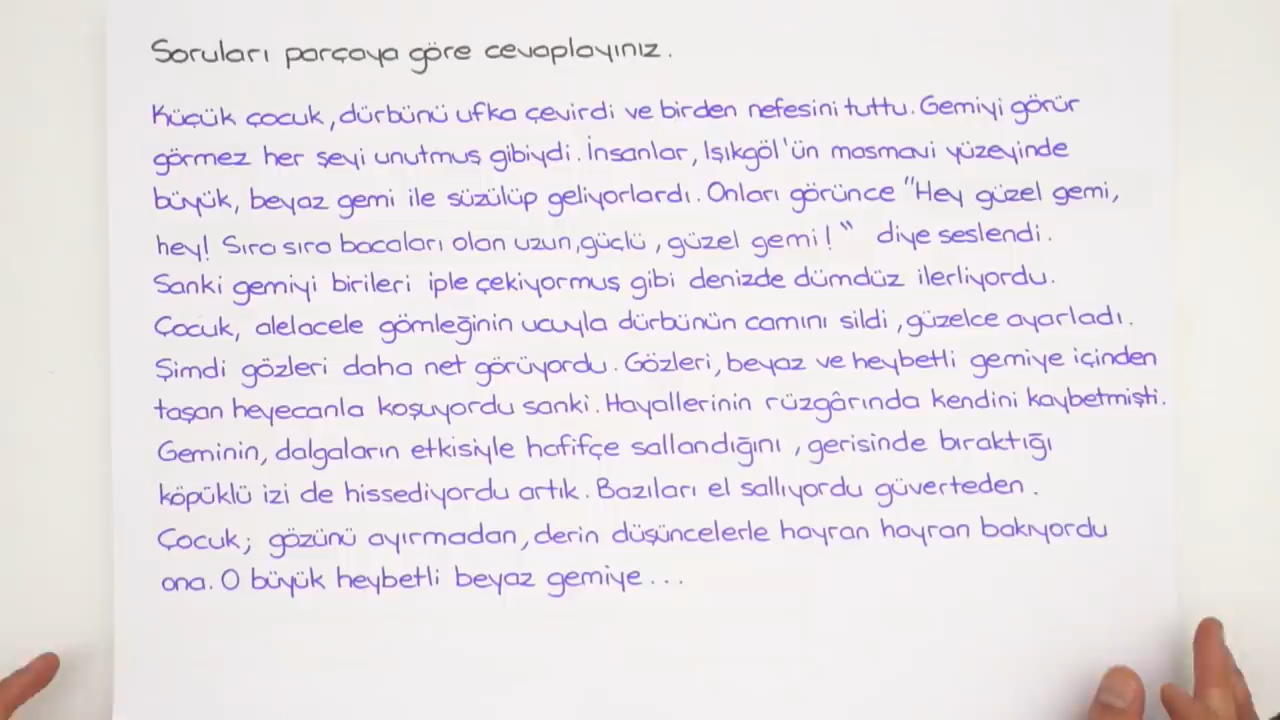 Soruları parçaya göre cevaplayınız.
Küçük çocuk, dürbünü ufka çevirdi ve birden nefesini tuttu. Gemiyi görür
görmez her şeyi unutmuş gibiydi. İnsanlar, Işıkgöl'ün masmavi yüzeyinde
büyük, beyaz gemi ile süzülüp geliyorlardı. Onları görünce "Hey güzel gemi,
hey! Sıra sıra bacaları olan uzun, güçlü, güzel gemi!" diye seslendi.
Sanki gemiyi birileri iple çekiyormuş gibi denizde dümdüz ilerliyordu.
Çocuk, alelacele gömleğinin ucuyla dürbünün camını sildi, güzelce ayarladı.
Şimdi gözleri daha net görüyordu. Gözleri, beyaz ve heybetli gemiye içinden
taşan heyecanla koşuyordu sanki. Hayallerinin rüzgârında kendini kaybetmişti.
Geminin, dalgaların etkisiyle hafifçe sallandığını, gerisinde bıraktığı
köpüklü izi de hissediyordu artık. Bazıları el sallıyordu güverteden.
Çocuk; gözünü ayırmadan, derin düşüncelerle hayran hayran bakıyordu
ona. O büyük heybetli beyaz gemiye...